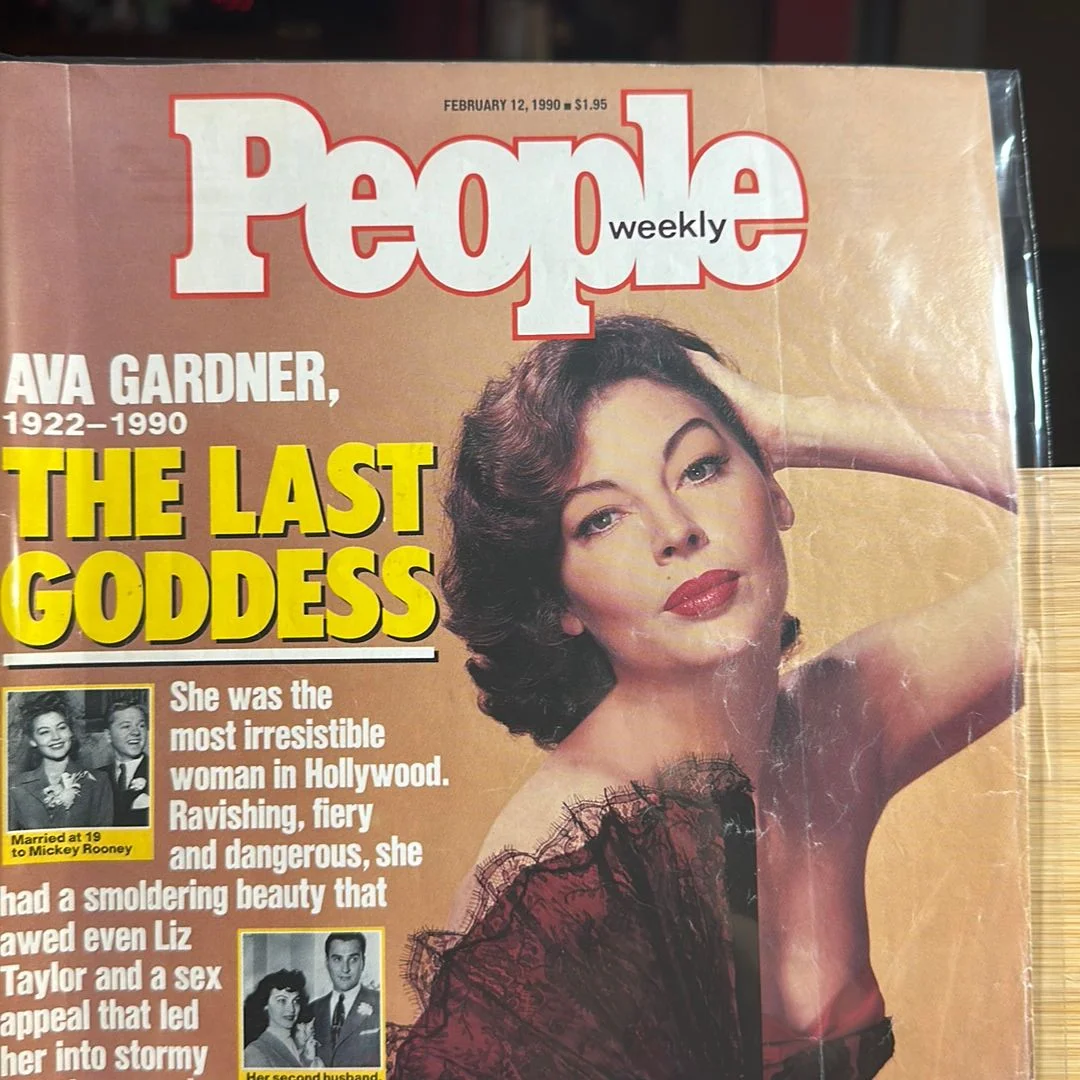 FEBRUARY 12, 1990 ■ $1.95
People
weekly
AVA GARDNER,
1922–1990
THE LAST
GODDESS
She was the
most irresistible
woman in Hollywood.
Ravishing, fiery
and dangerous, she
had a smoldering beauty that
awed even Liz
Taylor and a sex
appeal that led
her into stormy
Married at 19
to Mickey Rooney
Her second husband,